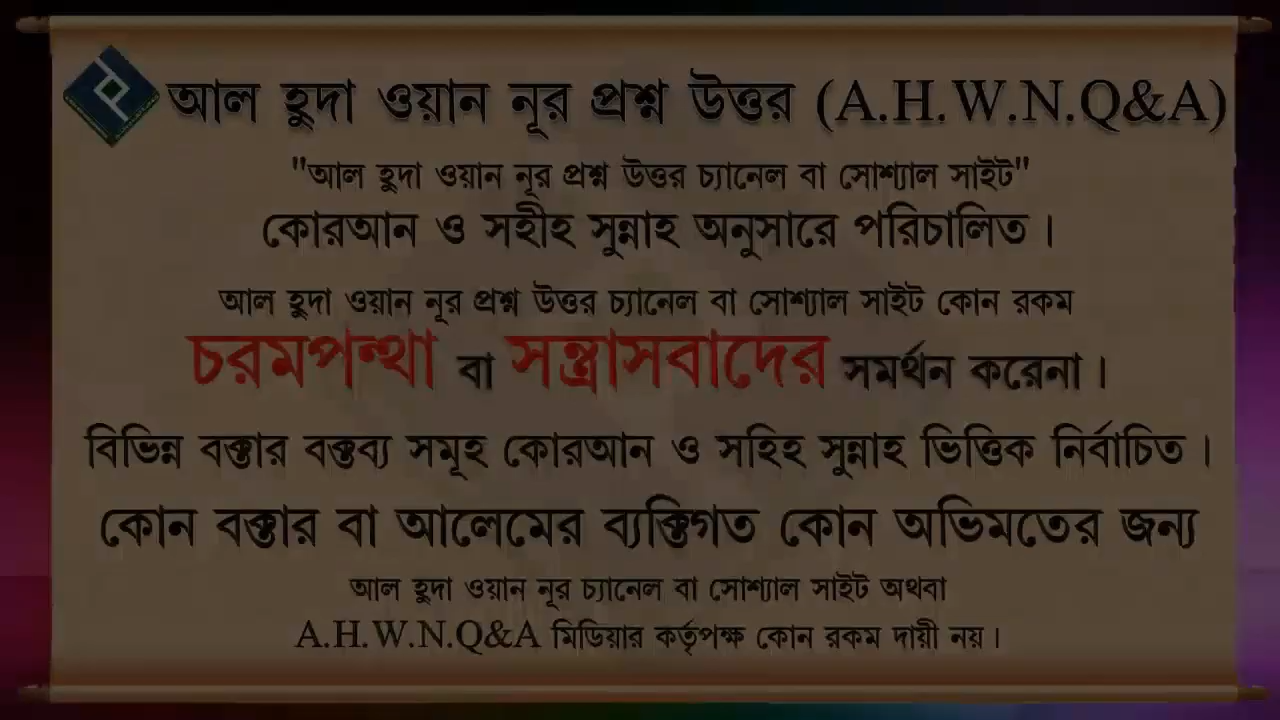 আল হুদা ওয়ান নূর প্রশ্ন উত্তর (A.H.W.N.Q&A)
"আল হুদা ওয়ান নূর প্রশ্ন উত্তর চ্যানেল বা সোশ্যাল সাইট"
কোরআন ও সহীহ সুন্নাহ অনুসারে পরিচালিত।
আল হুদা ওয়ান নূর প্রশ্ন উত্তর চ্যানেল বা সোশ্যাল সাইট কোন রকম
চরমপন্থা বা সন্ত্রাসবাদের সমর্থন করেনা।
বিভিন্ন বক্তার বক্তব্য সমূহ কোরআন ও সহিহ সুন্নাহ ভিত্তিক নির্বাচিত।
কোন বক্তার বা আলেমের ব্যক্তিগত কোন অভিমতের জন্য
আল হুদা ওয়ান নূর চ্যানেল বা সোশ্যাল সাইট অথবা
A.H.W.N.Q&A মিডিয়ার কর্তৃপক্ষ কোন রকম দায়ী নয়।